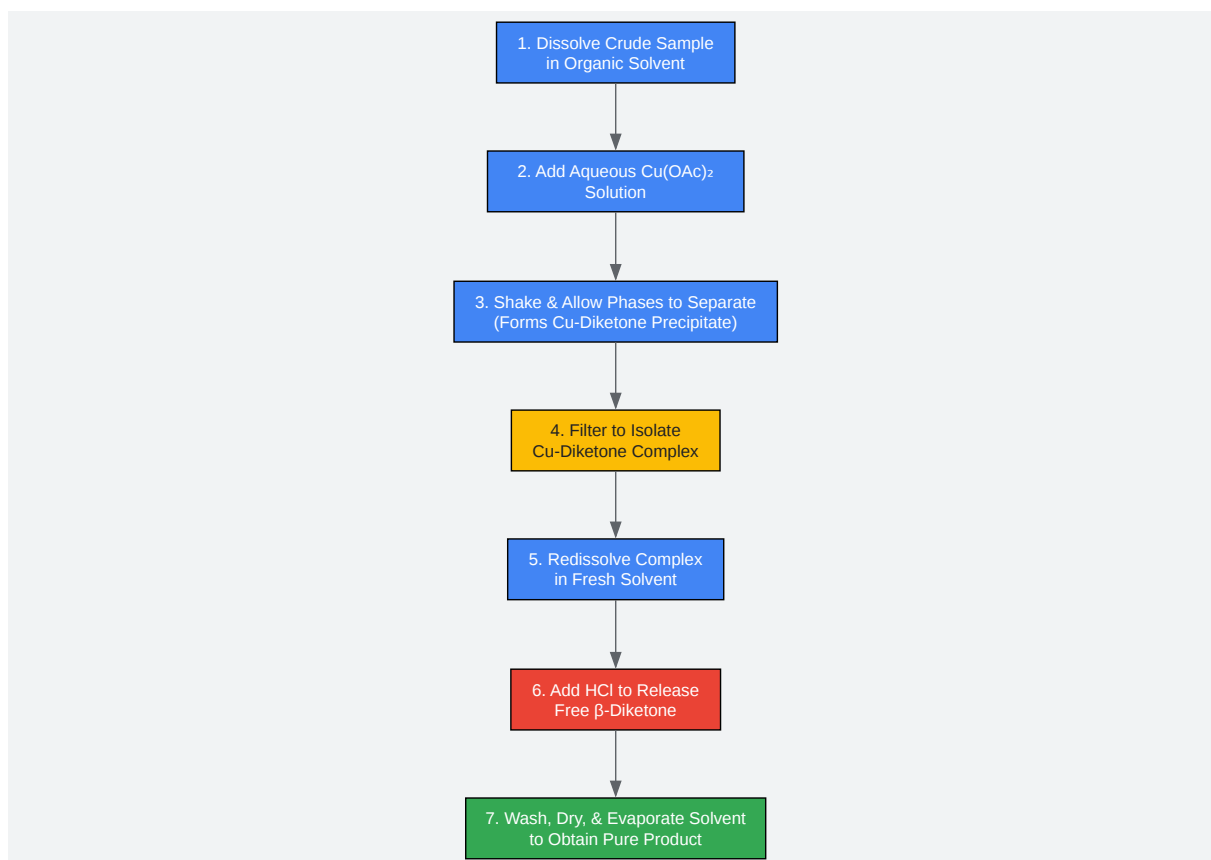 1. Dissolve Crude Sample
in Organic Solvent
2. Add Aqueous Cu(OAc)₂
Solution
3. Shake & Allow Phases to Separate
(Forms Cu-Diketone Precipitate)
4. Filter to Isolate
Cu-Diketone Complex
5. Redissolve Complex
in Fresh Solvent
6. Add HCl to Release
Free β-Diketone
7. Wash, Dry, & Evaporate Solvent
to Obtain Pure Product